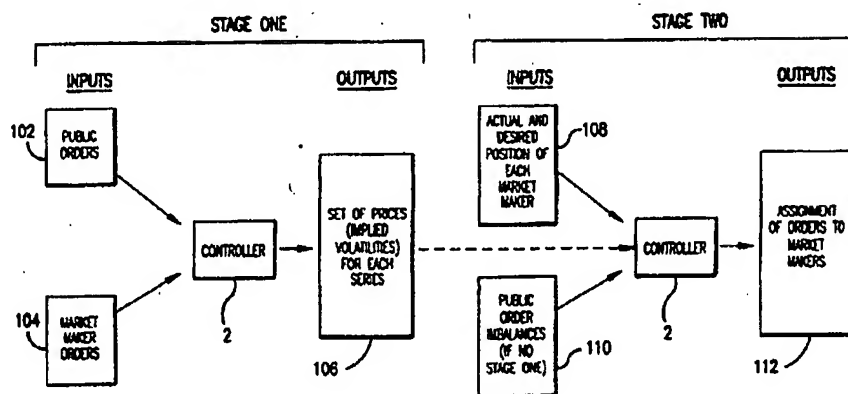 STAGE ONE
STAGE TWO
INPUTS
OUTPUTS
INPUTS
OUTPUTS
102
PUBLIC
ORDERS
104
MARKET
MAKER
ORDERS
CONTROLLER
2
SET OF PRICES
(IMPLIED
VOLATILITIES)
FOR EACH
SERIES
106
ACTUAL AND
DESIRED
POSITION OF
EACH
MARKET
MAKER
108
PUBLIC
ORDER
IMBALANCES
(IF NO
STAGE ONE)
110
CONTROLLER
2
ASSIGNMENT
OF ORDERS TO
MARKET
MAKERS
112